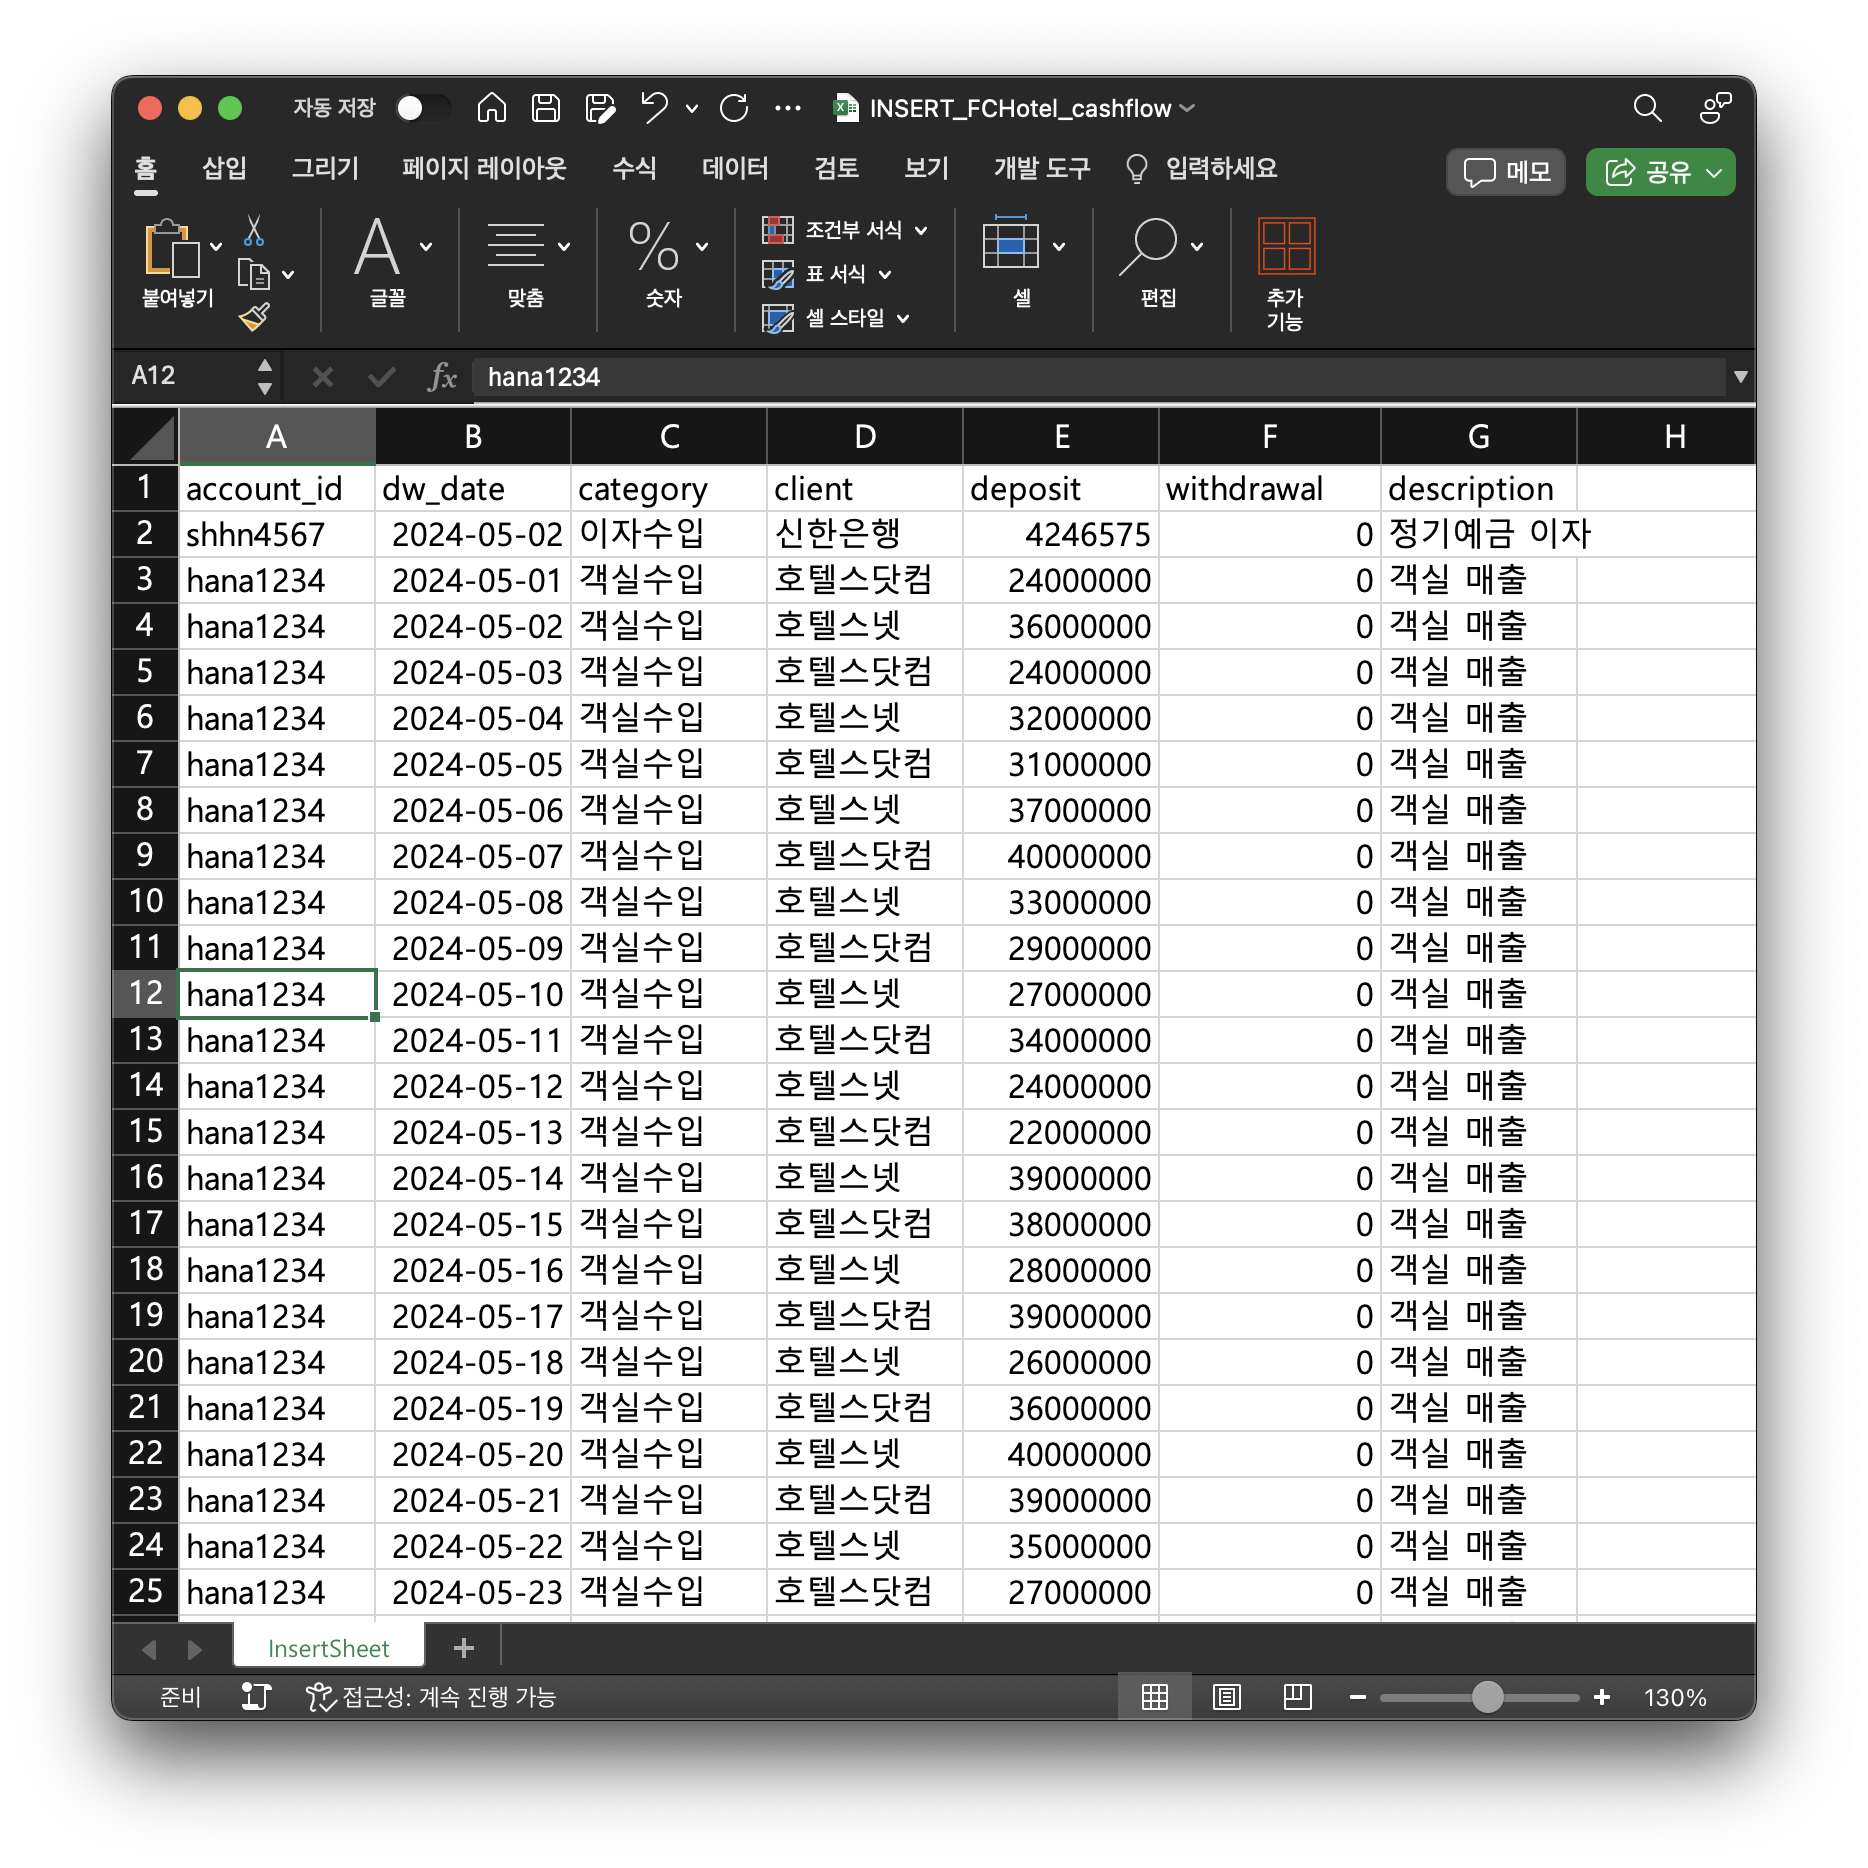 자동 저장 INSERT_FCHotel_cashflow
홈 삽입 그리기 페이지 레이아웃 수식 데이터 검토 보기 개발 도구 입력하세요 메모 공유
붙여넣기 글꼴 맞춤 숫자 조건부 서식 표 서식 셀 스타일 셀 편집 추가 기능
A12 fx hana1234
A B C D E F G H
1 account_id dw_date category client deposit withdrawal description
2 shhn4567 2024-05-02 이자수입 신한은행 4246575 0 정기예금 이자
3 hana1234 2024-05-01 객실수입 호텔스닷컴 24000000 0 객실 매출
4 hana1234 2024-05-02 객실수입 호텔스넷 36000000 0 객실 매출
5 hana1234 2024-05-03 객실수입 호텔스닷컴 24000000 0 객실 매출
6 hana1234 2024-05-04 객실수입 호텔스넷 32000000 0 객실 매출
7 hana1234 2024-05-05 객실수입 호텔스닷컴 31000000 0 객실 매출
8 hana1234 2024-05-06 객실수입 호텔스넷 37000000 0 객실 매출
9 hana1234 2024-05-07 객실수입 호텔스닷컴 40000000 0 객실 매출
10 hana1234 2024-05-08 객실수입 호텔스넷 33000000 0 객실 매출
11 hana1234 2024-05-09 객실수입 호텔스닷컴 29000000 0 객실 매출
12 hana1234 2024-05-10 객실수입 호텔스넷 27000000 0 객실 매출
13 hana1234 2024-05-11 객실수입 호텔스닷컴 34000000 0 객실 매출
14 hana1234 2024-05-12 객실수입 호텔스넷 24000000 0 객실 매출
15 hana1234 2024-05-13 객실수입 호텔스닷컴 22000000 0 객실 매출
16 hana1234 2024-05-14 객실수입 호텔스넷 39000000 0 객실 매출
17 hana1234 2024-05-15 객실수입 호텔스닷컴 38000000 0 객실 매출
18 hana1234 2024-05-16 객실수입 호텔스넷 28000000 0 객실 매출
19 hana1234 2024-05-17 객실수입 호텔스닷컴 39000000 0 객실 매출
20 hana1234 2024-05-18 객실수입 호텔스넷 26000000 0 객실 매출
21 hana1234 2024-05-19 객실수입 호텔스닷컴 36000000 0 객실 매출
22 hana1234 2024-05-20 객실수입 호텔스넷 40000000 0 객실 매출
23 hana1234 2024-05-21 객실수입 호텔스닷컴 39000000 0 객실 매출
24 hana1234 2024-05-22 객실수입 호텔스넷 35000000 0 객실 매출
25 hana1234 2024-05-23 객실수입 호텔스닷컴 27000000 0 객실 매출
InsertSheet
준비 접근성: 계속 진행 가능 130%